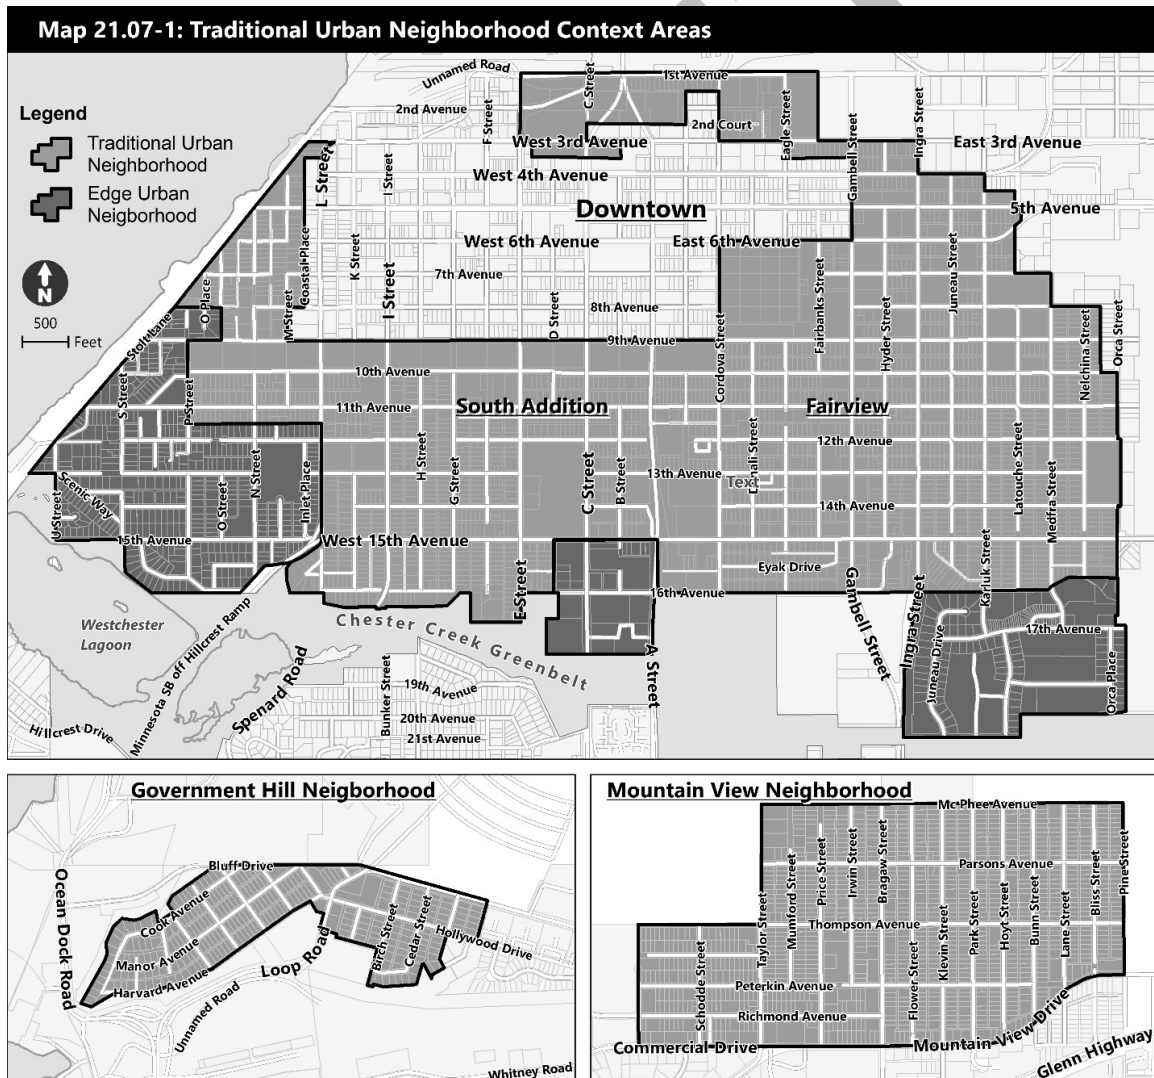 Map 21.07-1: Traditional Urban Neighborhood Context Areas
Legend
Traditional Urban
Neighborhood
Edge Urban
Neigborhood
N
500
Feet
Unnamed Road
2nd Avenue
F Street
C Street
1st Avenue
2nd Court
Eagle Street
Gambell Street
Ingra Street
West 3rd Avenue
East 3rd Avenue
L Street
I Street
West 4th Avenue
Downtown
5th Avenue
West 6th Avenue
East 6th Avenue
Coastal Place
K Street
I Street
7th Avenue
Juneau Street
O Place
M Street
D Street
8th Avenue
Fairbanks Street
Hyder Street
Stolt Lane
9th Avenue
Cordova Street
Nelchina Street
Orca Street
S Street
P Street
10th Avenue
11th Avenue
South Addition
Fairview
12th Avenue
H Street
G Street
C Street
B Street
13th Avenue
Text
Denali Street
Latouche Street
Medfra Street
Scenic Way
U Street
O Street
N Street
Inlet Place
14th Avenue
15th Avenue
West 15th Avenue
Eyak Drive
Karluk Street
E Street
16th Avenue
Gambell Street
Ingra Street
Westchester
Lagoon
Minnesota SB off Hillcrest Ramp
Chester Creek Greenbelt
A Street
Juneau Drive
17th Avenue
Orca Place
Spenard Road
Bunker Street
19th Avenue
20th Avenue
21st Avenue
Hillcrest Drive
Government Hill Neigborhood
Bluff Drive
Ocean Dock Road
Cook Avenue
Manor Avenue
Harvard Avenue
Loop Road
Birch Street
Cedar Street
Hollywood Drive
Unnamed Road
Whitney Road
Mountain View Neighborhood
Mc Phee Avenue
Parsons Avenue
Thompson Avenue
Taylor Street
Mumford Street
Price Street
Irwin Street
Bragaw Street
Flower Street
Klevin Street
Park Street
Hoyt Street
Bunn Street
Lane Street
Bliss Street
Pine Street
Schodde Street
Peterkin Avenue
Richmond Avenue
Commercial Drive
Mountain View Drive
Glenn Highway